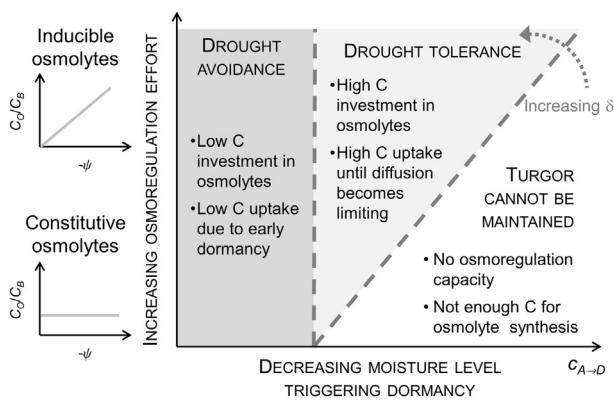 Inducible
osmolytes
C_O/C_B
-ψ
Constitutive
osmolytes
C_O/C_B
-ψ
INCREASING OSMOREGULATION EFFORT
DROUGHT
AVOIDANCE
•Low C
investment in
osmolytes
•Low C uptake
due to early
dormancy
DROUGHT TOLERANCE
•High C
investment in
osmolytes
•High C uptake
until diffusion
becomes
limiting
Increasing δ
TURGOR
CANNOT BE
MAINTAINED
• No osmoregulation
capacity
• Not enough C for
osmolyte synthesis
DECREASING MOISTURE LEVEL
TRIGGERING DORMANCY
c_A→D